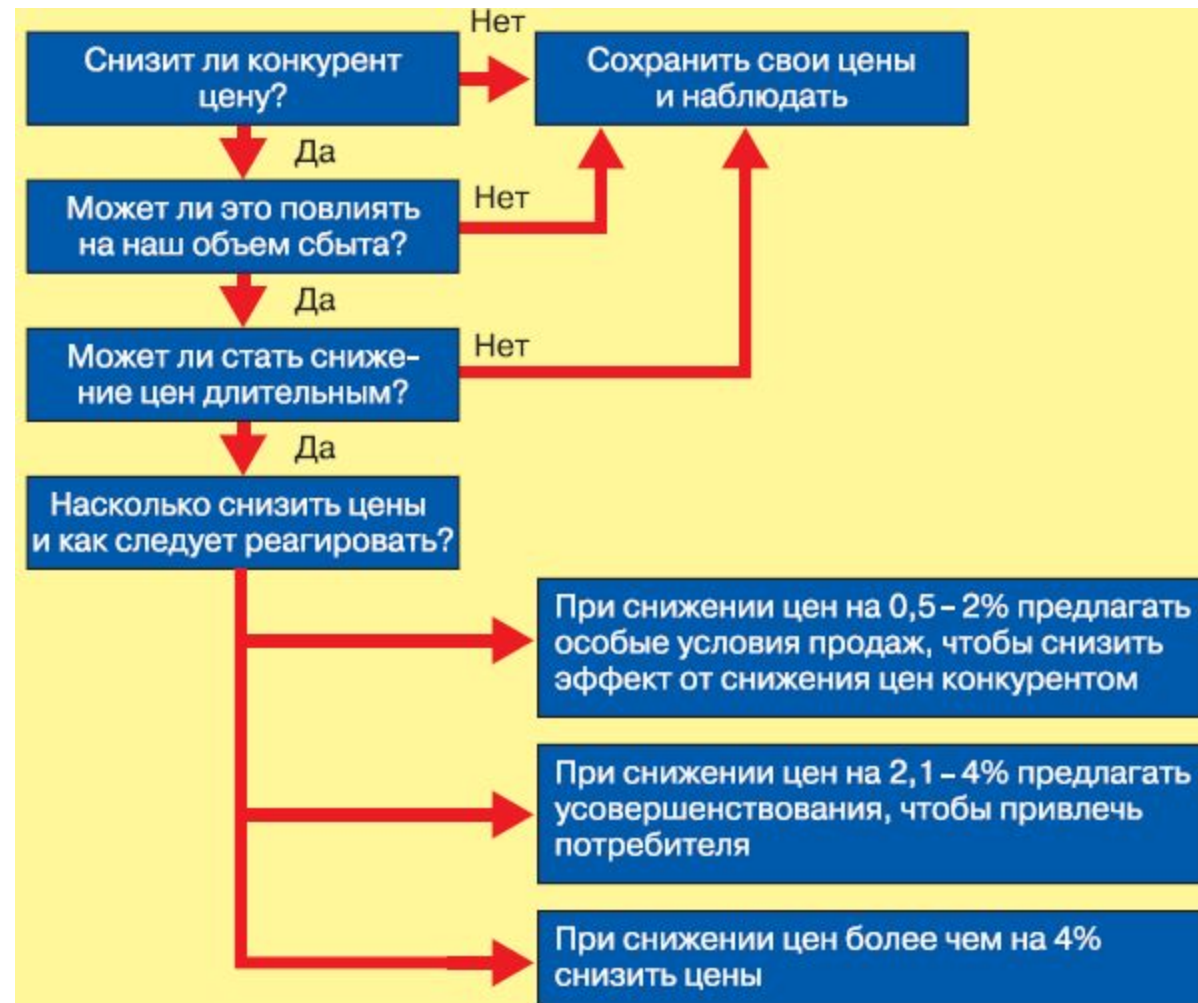 Нет
Снизит ли конкурент
цену?
Сохранить свои цены
и наблюдать
Да
Может ли это повлиять
на наш объем сбыта?
Нет
Да
Может ли стать сниже-
ние цен длительным?
Нет
Да
Насколько снизить цены
и как следует реагировать?
При снижении цен на 0,5 – 2% предлагать
особые условия продаж, чтобы снизить
эффект от снижения цен конкурентом
При снижении цен на 2,1 – 4% предлагать
усовершенствования, чтобы привлечь
потребителя
При снижении цен более чем на 4%
снизить цены